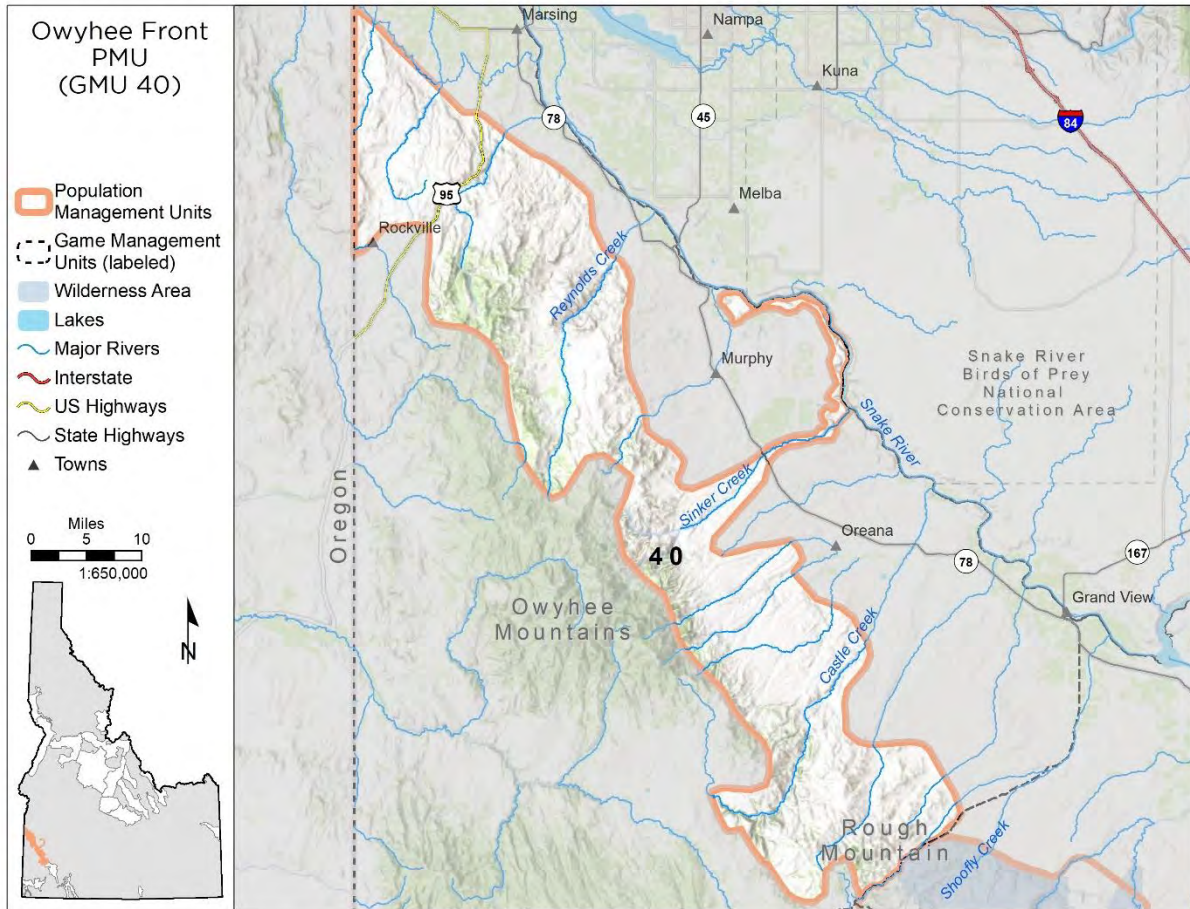 Owyhee Front
PMU
(GMU 40)
Population
Management Units
Game Management
Units (labeled)
Wilderness Area
Lakes
Major Rivers
Interstate
US Highways
State Highways
Towns
Miles
0 5 10
1:650,000
N
Marsing
Nampa
Kuna
78
45
84
95
Melba
Rockville
Reynolds Creek
Murphy
Snake River
Birds of Prey
National
Conservation Area
Snake River
Oregon
Sinker Creek
Oreana
40
78
167
Grand View
Owyhee
Mountains
Castle Creek
Rough
Mountain
Shoofly Creek